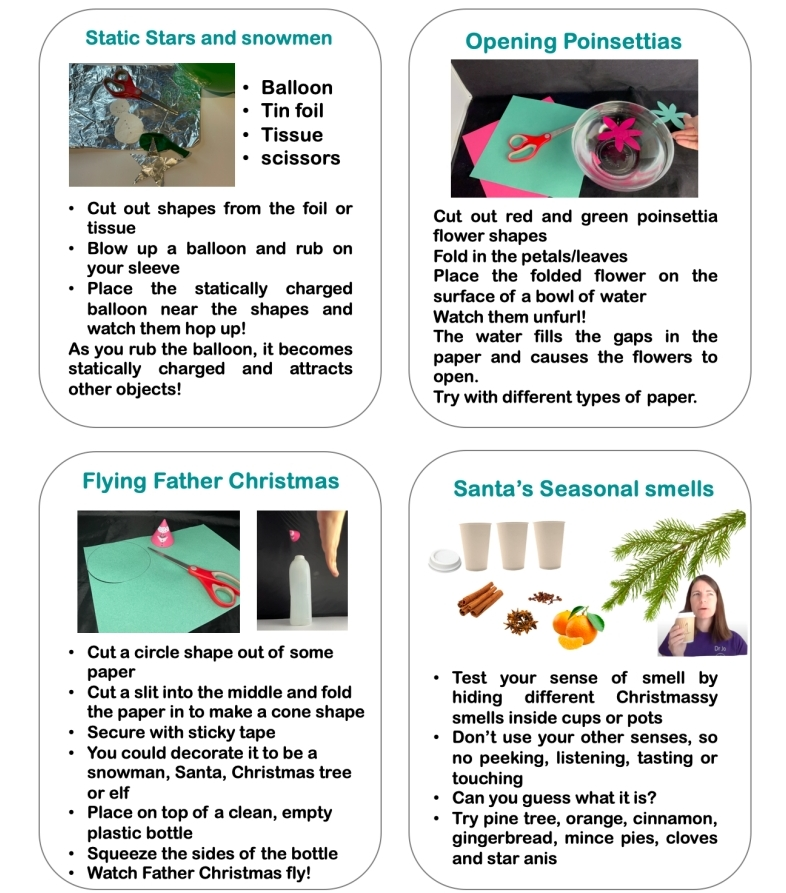 Static Stars and snowmen
• Balloon
• Tin foil
• Tissue
• scissors
• Cut out shapes from the foil or
tissue
• Blow up a balloon and rub on
your sleeve
• Place the statically charged
balloon near the shapes and
watch them hop up!
As you rub the balloon, it becomes
statically charged and attracts
other objects!
Opening Poinsettias
Cut out red and green poinsettia
flower shapes
Fold in the petals/leaves
Place the folded flower on the
surface of a bowl of water
Watch them unfurl!
The water fills the gaps in the
paper and causes the flowers to
open.
Try with different types of paper.
Flying Father Christmas
• Cut a circle shape out of some
paper
• Cut a slit into the middle and fold
the paper in to make a cone shape
• Secure with sticky tape
• You could decorate it to be a
snowman, Santa, Christmas tree
or elf
• Place on top of a clean, empty
plastic bottle
• Squeeze the sides of the bottle
• Watch Father Christmas fly!
Santa's Seasonal smells
Dr Jo
• Test your sense of smell by
hiding different Christmassy
smells inside cups or pots
• Don't use your other senses, so
no peeking, listening, tasting or
touching
• Can you guess what it is?
• Try pine tree, orange, cinnamon,
gingerbread, mince pies, cloves
and star anis